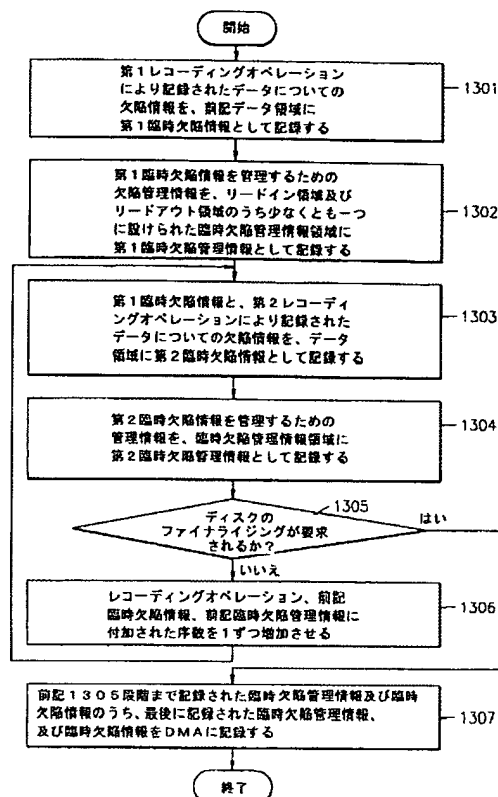 開始
第1レコーディングオペレーション
により記録されたデータについての
欠陥情報を、前記データ領域に
第1臨時欠陥情報として記録する
1301
第1臨時欠陥情報を管理するための
欠陥管理情報を、リードイン領域及び
リードアウト領域のうち少なくとも一つ
に設けられた臨時欠陥管理情報領域に
第1臨時欠陥管理情報として記録する
1302
第1臨時欠陥情報と、第2レコーディ
ングオペレーションにより記録された
データについての欠陥情報を、データ
領域に第2臨時欠陥情報として記録する
1303
第2臨時欠陥情報を管理するための
管理情報を、臨時欠陥管理情報領域に
第2臨時欠陥管理情報として記録する
1304
1305
ディスクの
ファイナライジングが要求
されるか?
はい
いいえ
レコーディングオペレーション、前記
臨時欠陥情報、前記臨時欠陥管理情報に
付加された序数を1ずつ増加させる
1306
前記1305段階まで記録された臨時欠陥管理情報及び臨時
欠陥情報のうち、最後に記録された臨時欠陥管理情報、
及び臨時欠陥情報をDMAに記録する
1307
終了